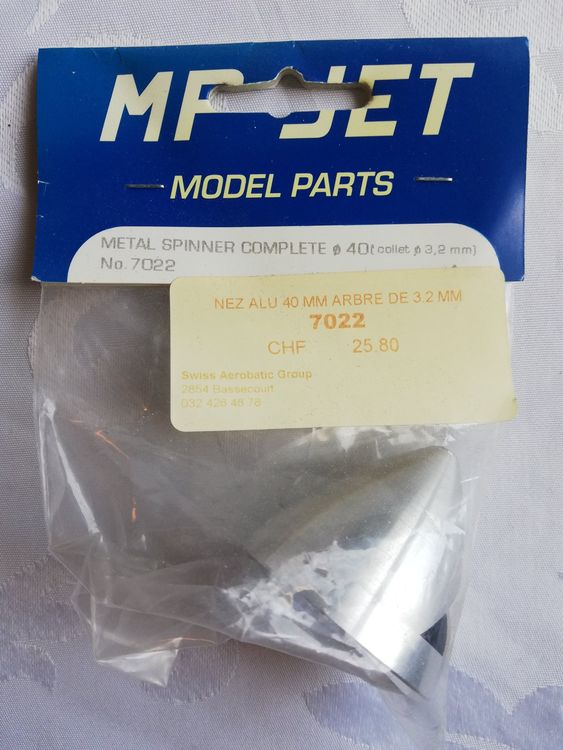 MP JET
MODEL PARTS
METAL SPINNER COMPLETE ø 40 (collet ø 3,2 mm)
No. 7022
NEZ ALU 40 MM ARBRE DE 3.2 MM
7022
CHF 25.80
Swiss Aerobatic Group
2854 Bassecourt
032 426 48 78